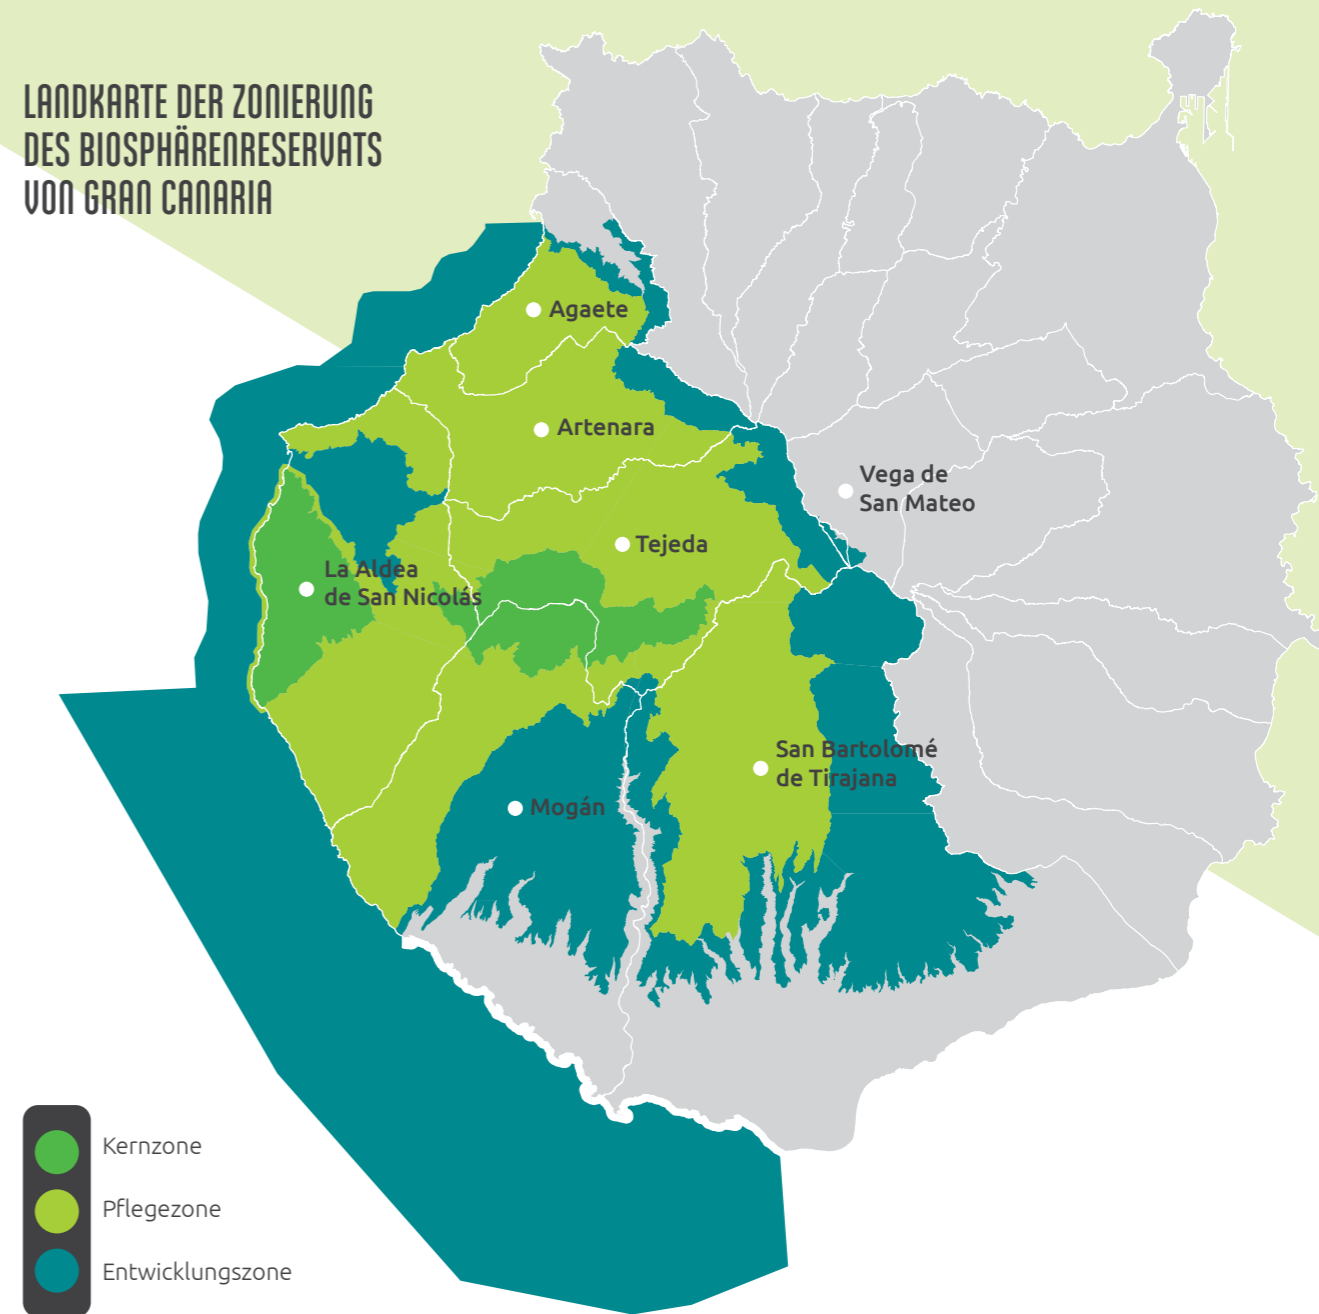 LANDKARTE DER ZONIERUNG
DES BIOSPHÄRENRESERVATS
VON GRAN CANARIA
Agaete
Artenara
Vega de
San Mateo
Tejeda
La Aldea
de San Nicolás
San Bartolomé
de Tirajana
Mogán
Kernzone
Pflegezone
Entwicklungszone